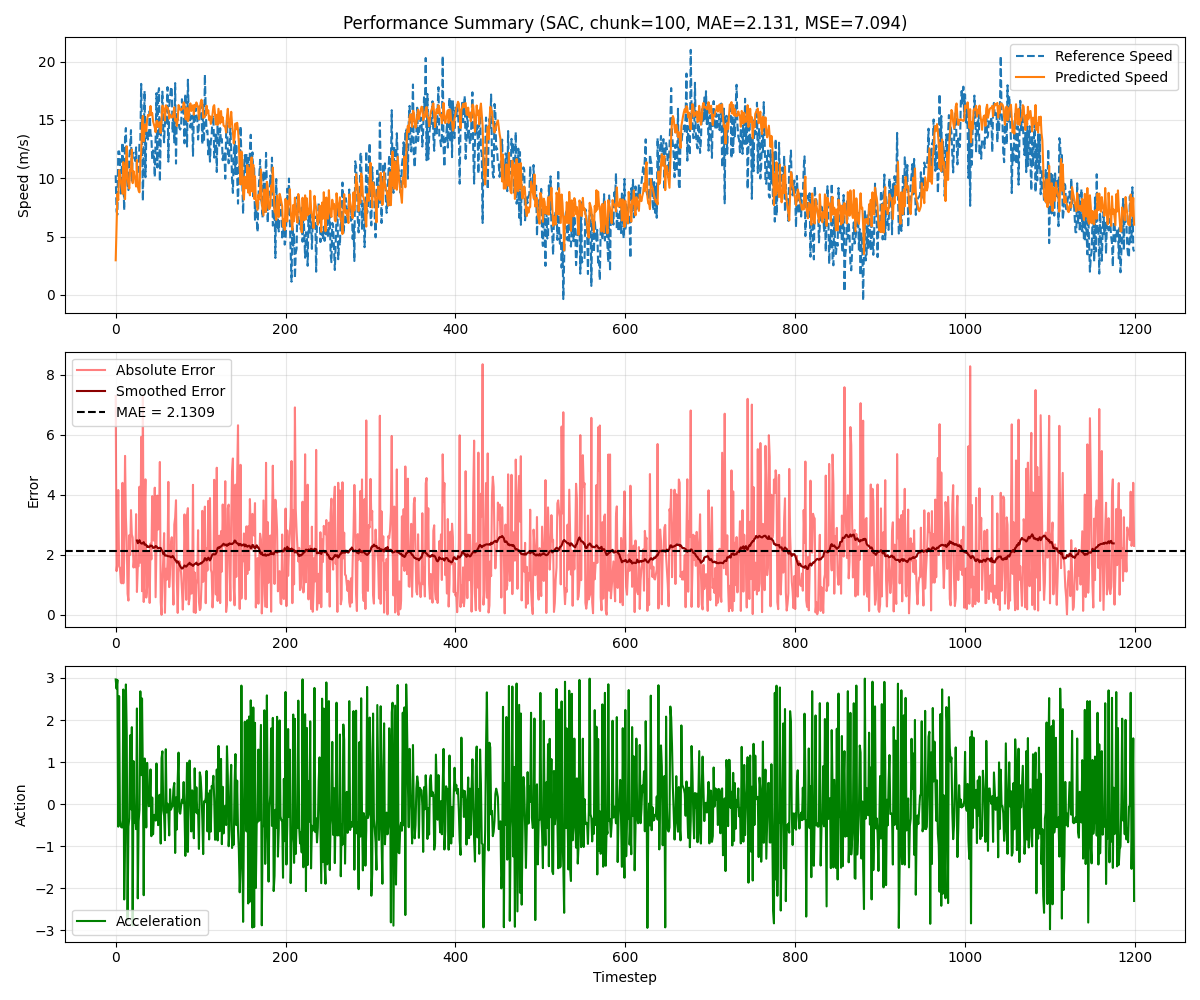 Performance Summary (SAC, chunk=100, MAE=2.131, MSE=7.094)
Speed (m/s)
20
15
10
5
0
Reference Speed
Predicted Speed
0 200 400 600 800 1000 1200
Error
8
6
4
2
0
Absolute Error
Smoothed Error
MAE = 2.1309
0 200 400 600 800 1000 1200
Action
3
2
1
0
−1
−2
−3
Acceleration
0 200 400 600 800 1000 1200
Timestep